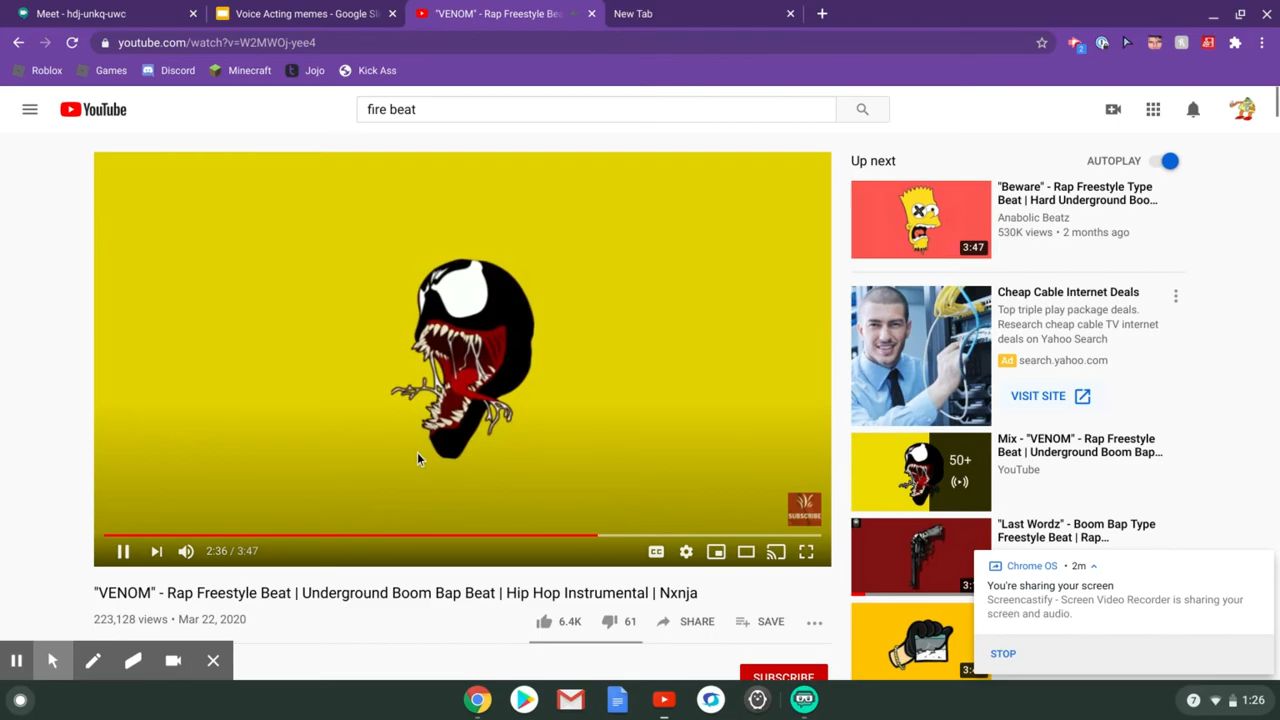 Meet - hdj-unkq-uwc
Voice Acting memes - Google Sl
"VENOM" - Rap Freestyle Be
New Tab
youtube.com/watch?v=W2MWOj-yee4
2
Roblox
Games
Discord
Minecraft
Jojo
Kick Ass
YouTube
fire beat
SUBSCRIBE
2:36 / 3:47
CC
"VENOM" - Rap Freestyle Beat | Underground Boom Bap Beat | Hip Hop Instrumental | Nxnja
223,128 views • Mar 22, 2020
6.4K
61
SHARE
SAVE
SUBSCRIBE
Up next
AUTOPLAY
3:47
"Beware" - Rap Freestyle Type
Beat | Hard Underground Boo...
Anabolic Beatz
530K views • 2 months ago
Cheap Cable Internet Deals
Top triple play package deals.
Research cheap cable TV internet
deals on Yahoo Search
Ad search.yahoo.com
VISIT SITE
50+
Mix - "VENOM" - Rap Freestyle
Beat | Underground Boom Bap...
YouTube
"Last Wordz" - Boom Bap Type
Freestyle Beat | Rap...
Chrome OS • 2m
You're sharing your screen
Screencastify - Screen Video Recorder is sharing your
screen and audio.
STOP
7
1:26